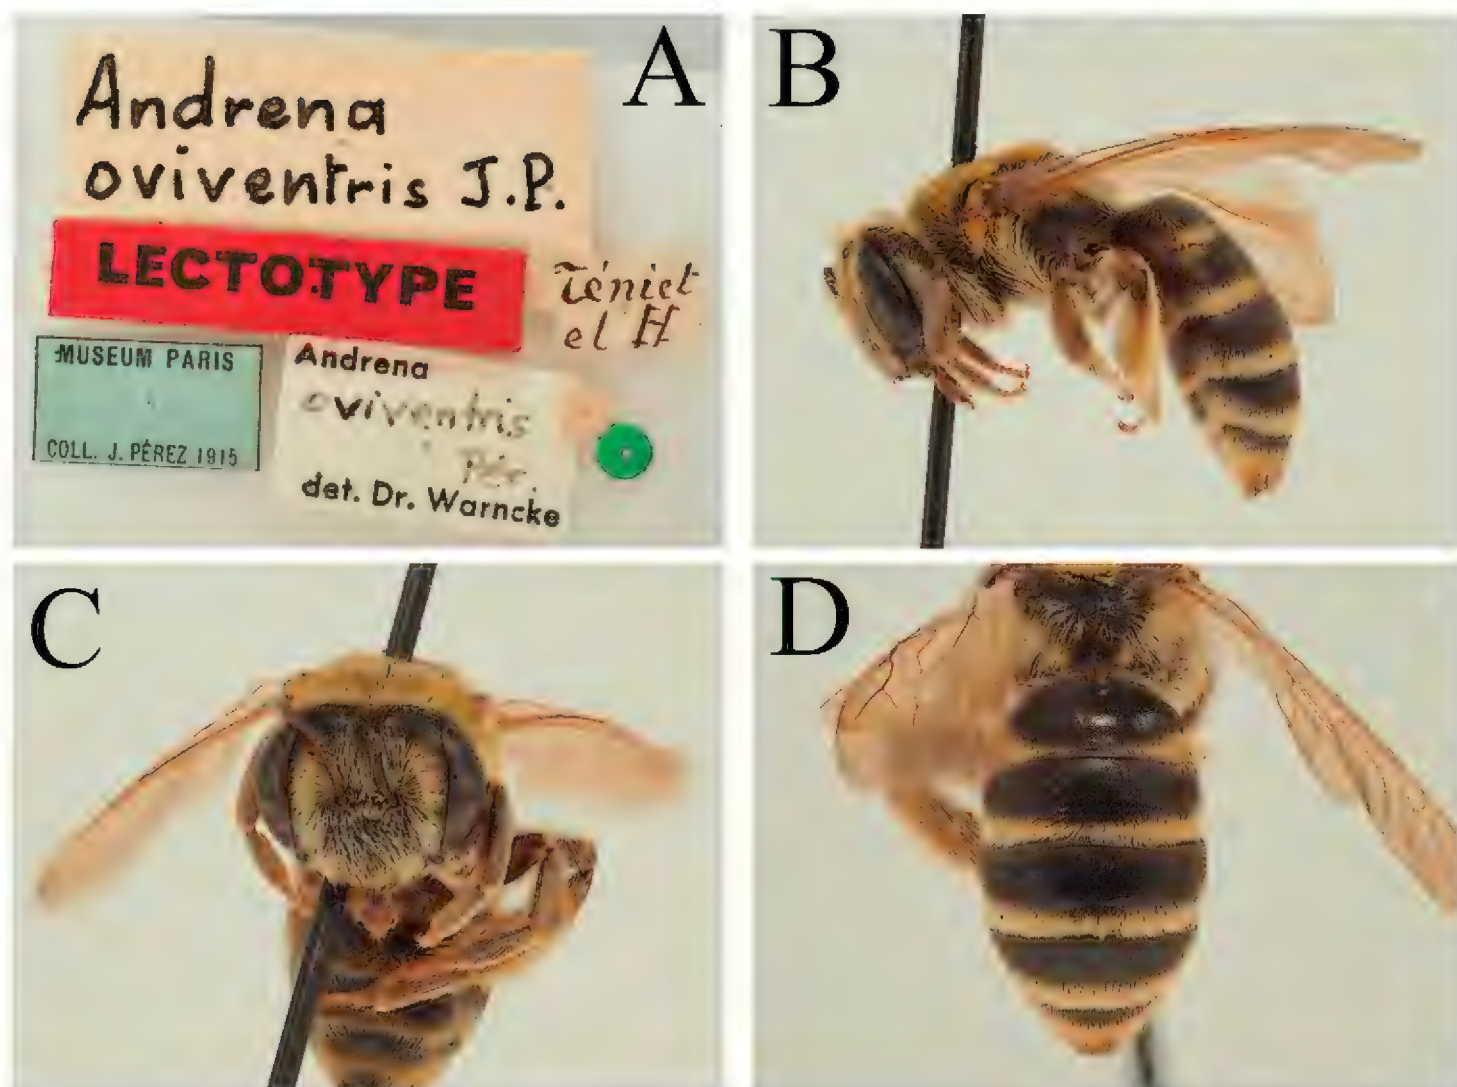 A
Andrena
oviventris J.P.
LECTOTYPE
Téniet
el H
MUSEUM PARIS
COLL. J. PÉREZ 1915
Andrena
oviventris
Pér.
det. Dr. Warncke
B
C
D